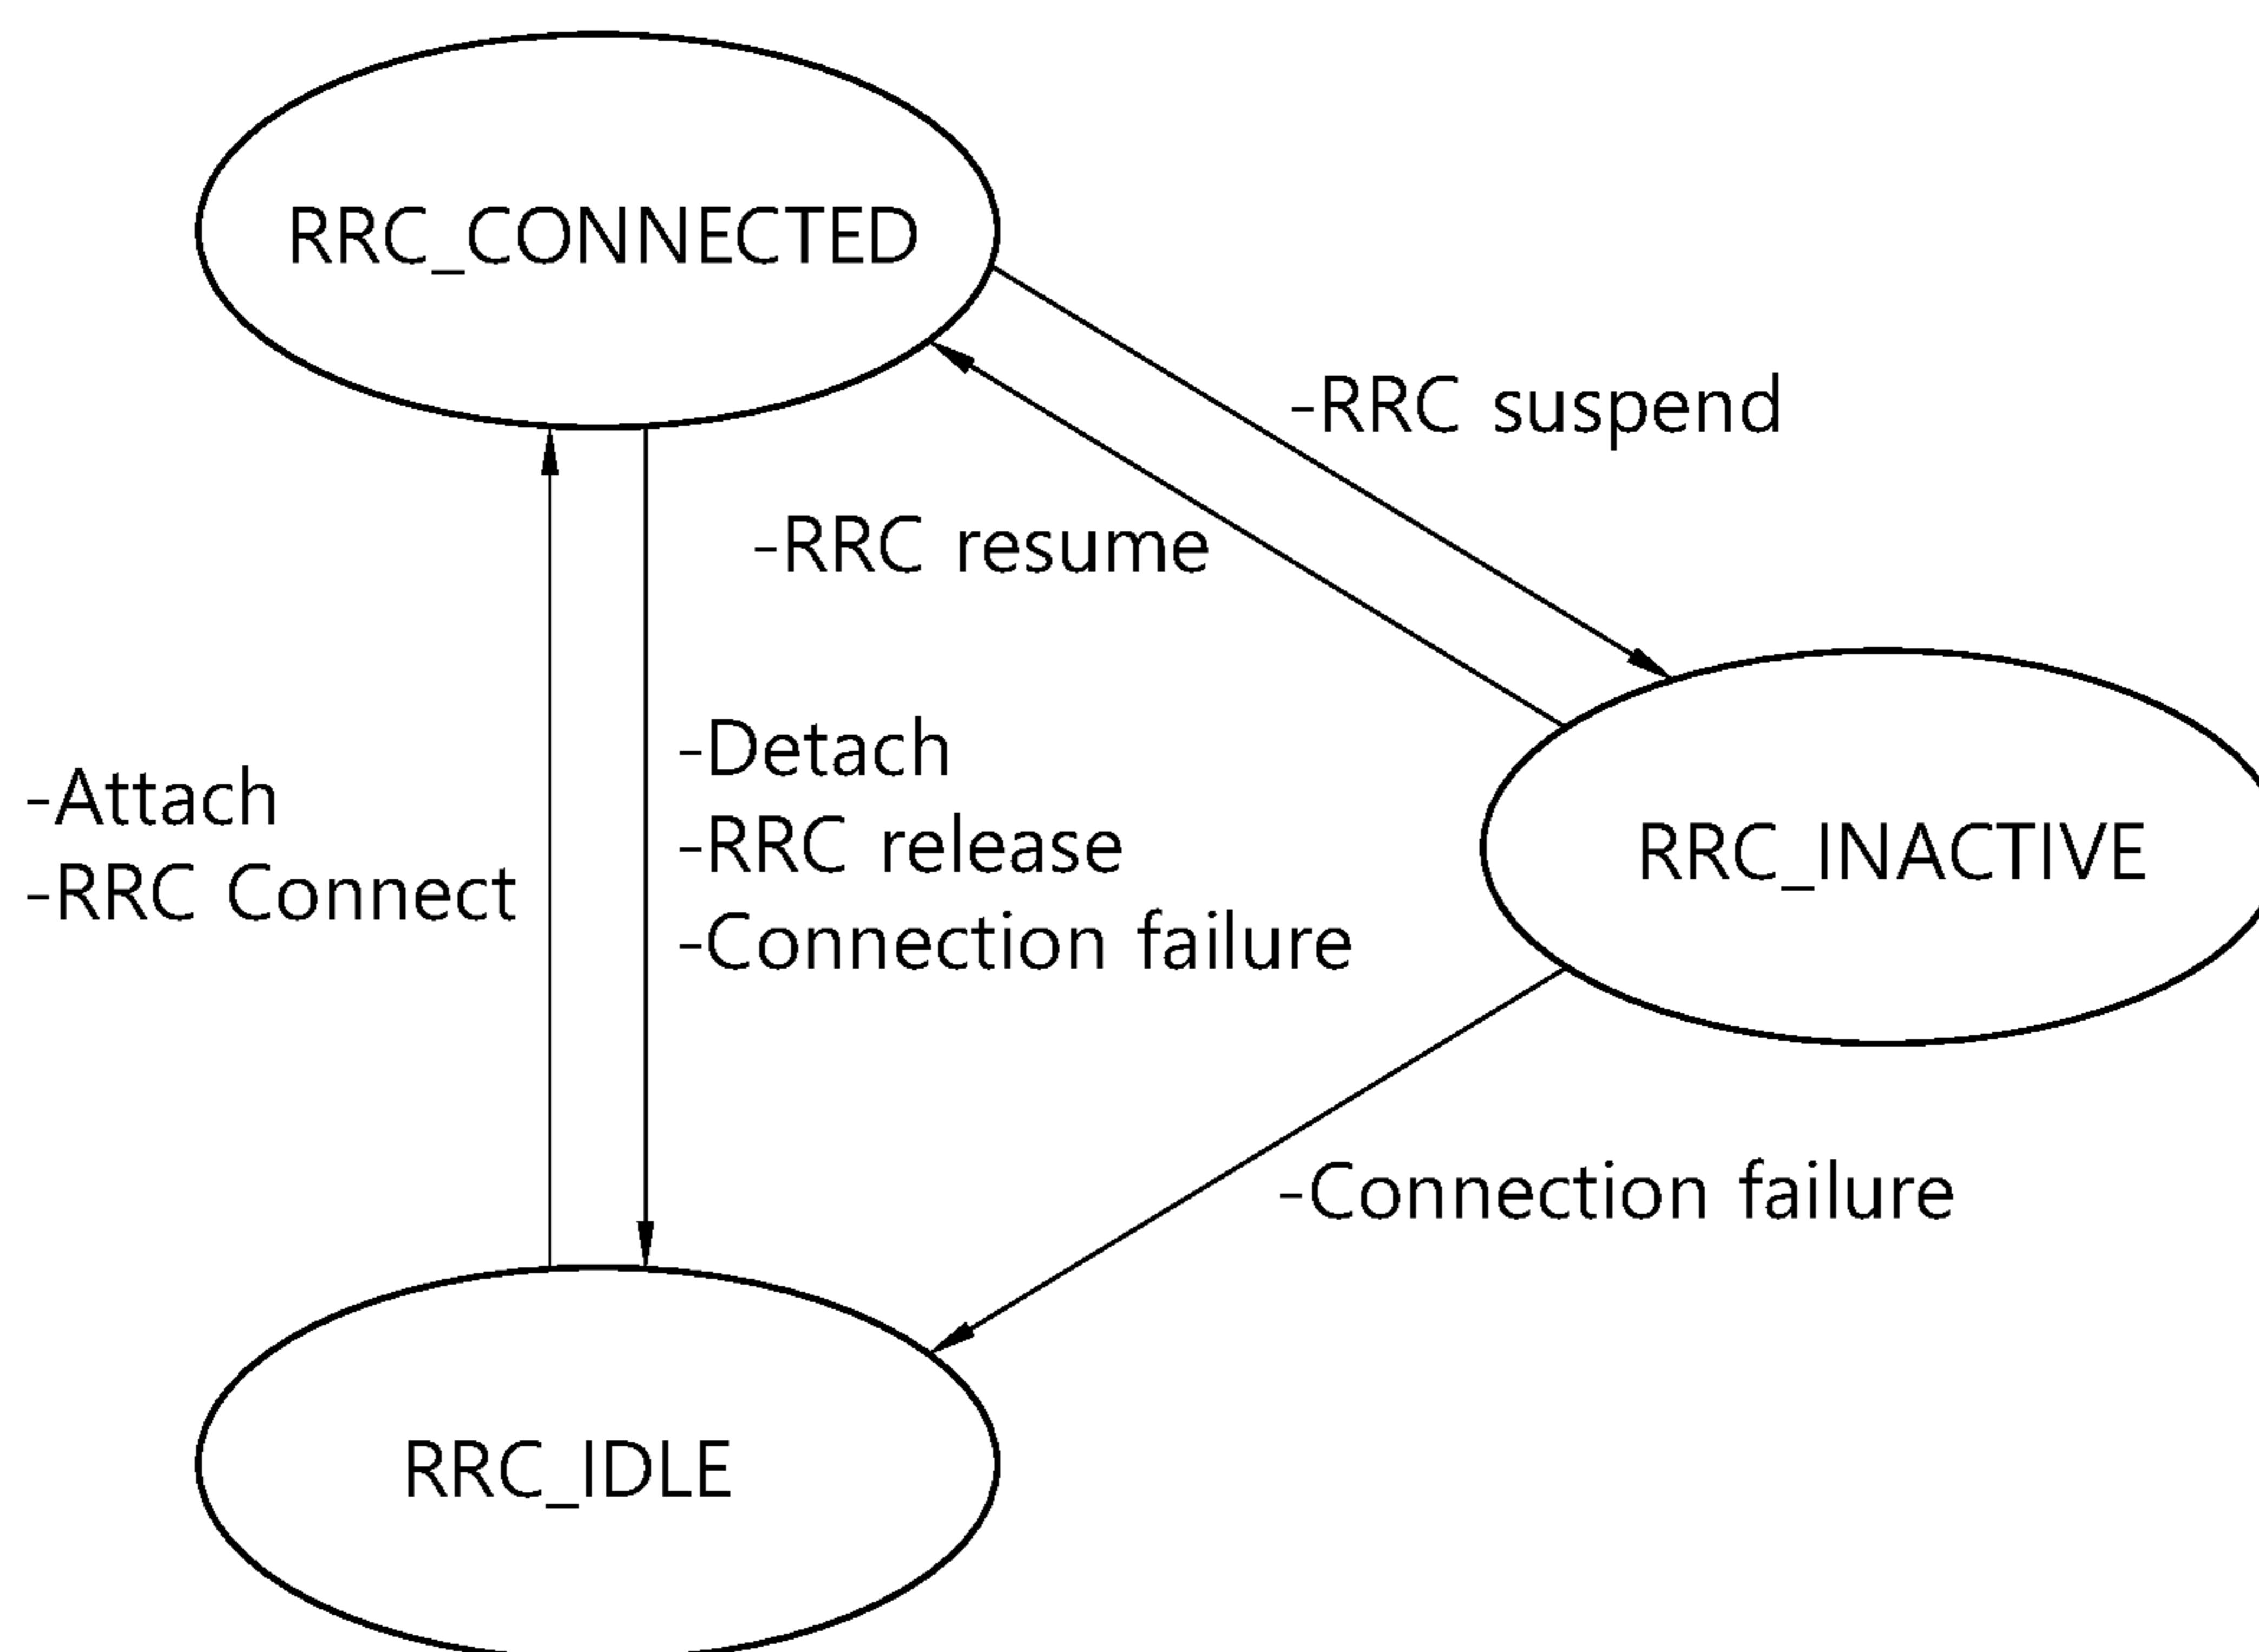 RRC_CONNECTED
-RRC suspend
-RRC resume
-Attach
-RRC Connect
-Detach
-RRC release
-Connection failure
RRC_INACTIVE
-Connection failure
RRC_IDLE